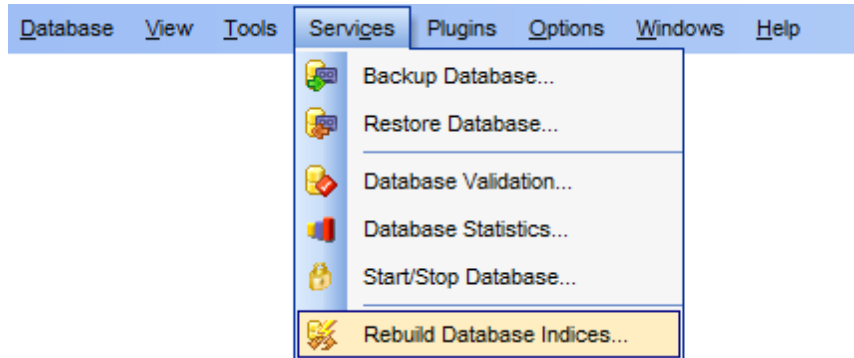 Database View Tools Services Plugins Options Windows Help
Backup Database...
Restore Database...
Database Validation...
Database Statistics...
Start/Stop Database...
Rebuild Database Indices...